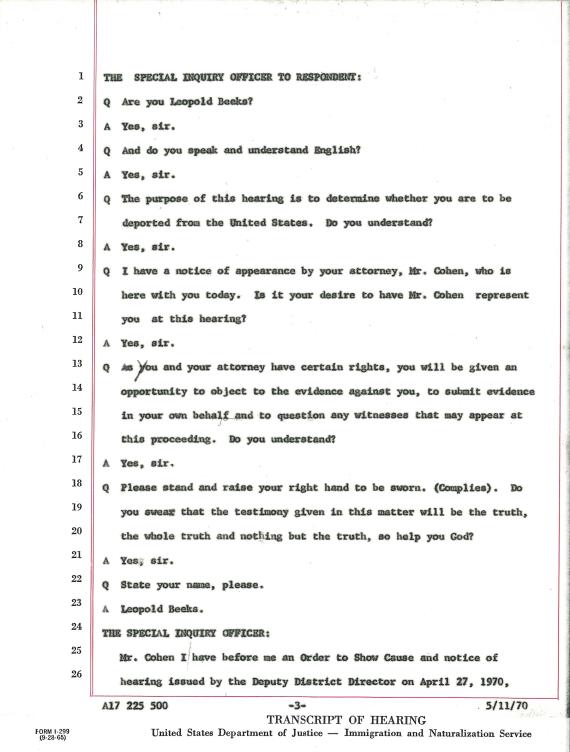 1 THE SPECIAL INQUIRY OFFICER TO RESPONDENT:
2 Q Are you Leopold Beeks?
3 A Yes, sir.
4 Q And do you speak and understand English?
5 A Yes, sir.
6 Q The purpose of this hearing is to determine whether you are to be
7 deported from the United States. Do you understand?
8 A Yes, sir.
9 Q I have a notice of appearance by your attorney, Mr. Cohen, who is
10 here with you today. Is it your desire to have Mr. Cohen represent
11 you at this hearing?
12 A Yes, sir.
13 Q As you and your attorney have certain rights, you will be given an
14 opportunity to object to the evidence against you, to submit evidence
15 in your own behalf and to question any witnesses that may appear at
16 this proceeding. Do you understand?
17 A Yes, sir.
18 Q Please stand and raise your right hand to be sworn. (Complies). Do
19 you swear that the testimony given in this matter will be the truth,
20 the whole truth and nothing but the truth, so help you God?
21 A Yes, sir.
22 Q State your name, please.
23 A Leopold Beeks.
24 THE SPECIAL INQUIRY OFFICER:
25 Mr. Cohen I have before me an Order to Show Cause and notice of
26 hearing issued by the Deputy District Director on April 27, 1970,
A17 225 500 -3- 5/11/70
TRANSCRIPT OF HEARING
FORM I-299
(9-28-65)
United States Department of Justice — Immigration and Naturalization Service